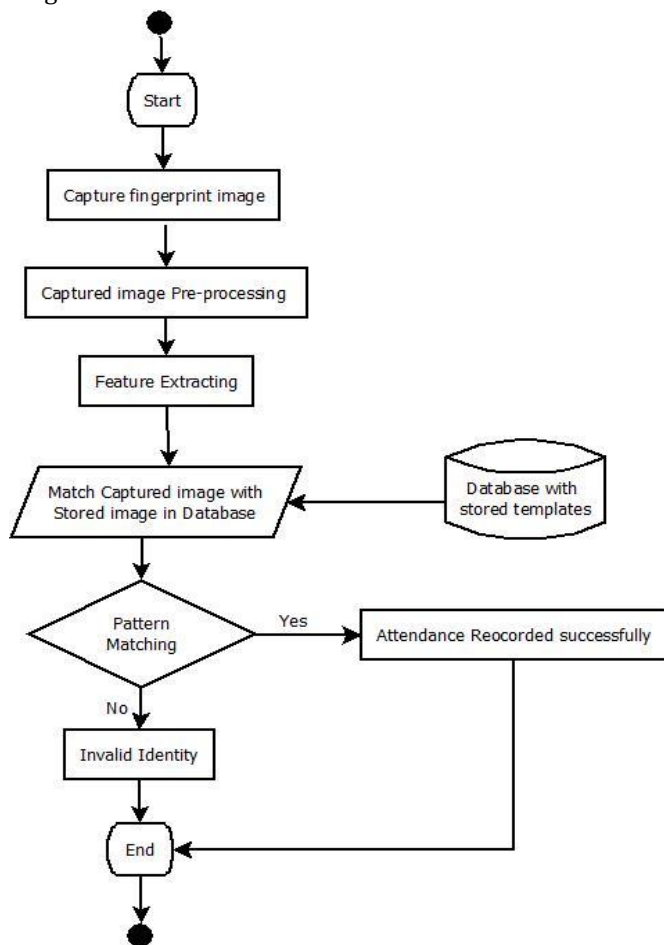 Start
Capture fingerprint image
Captured image Pre-processing
Feature Extracting
Match Captured image with
Stored image in Database
Database with
stored templates
Pattern
Matching
Yes
Attendance Reocorded successfully
No
Invalid Identity
End